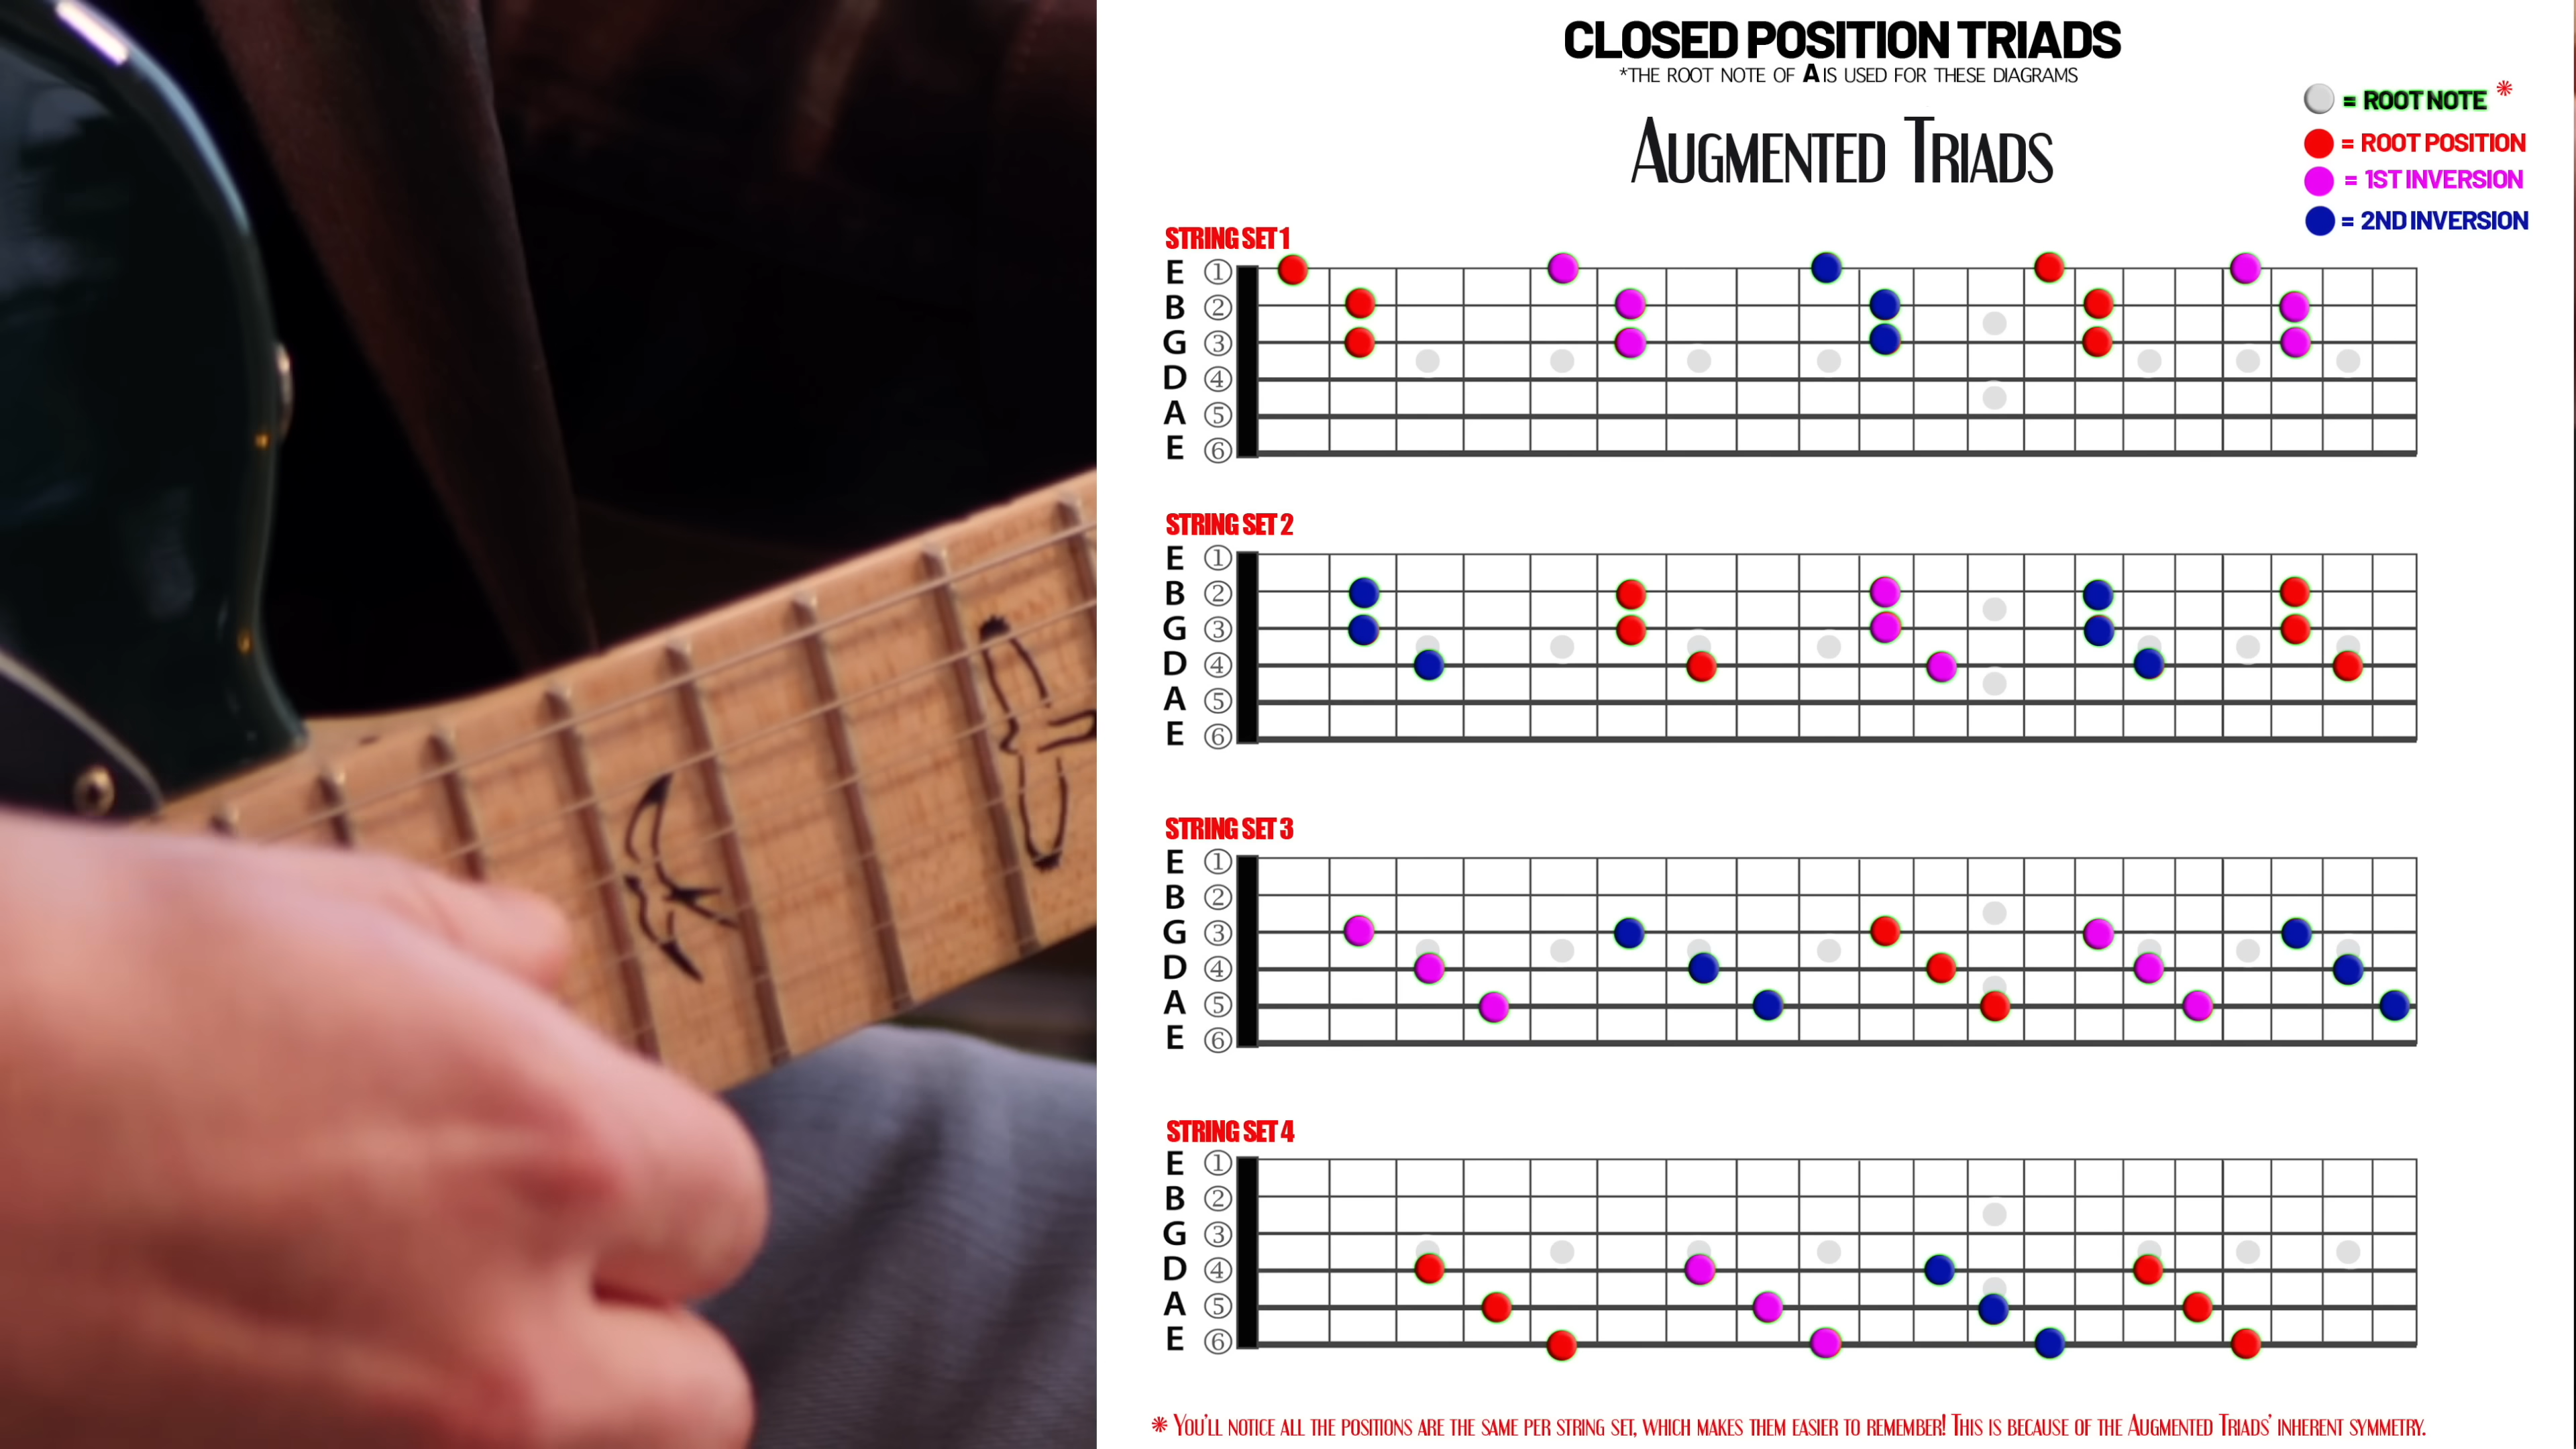 CLOSED POSITION TRIADS
*THE ROOT NOTE OF A IS USED FOR THESE DIAGRAMS
AUGMENTED TRIADS
= ROOT NOTE *
= ROOT POSITION
= 1ST INVERSION
= 2ND INVERSION
STRING SET 1
E ①
B ②
G ③
D ④
A ⑤
E ⑥
STRING SET 2
E ①
B ②
G ③
D ④
A ⑤
E ⑥
STRING SET 3
E ①
B ②
G ③
D ④
A ⑤
E ⑥
STRING SET 4
E ①
B ②
G ③
D ④
A ⑤
E ⑥
* YOU'LL NOTICE ALL THE POSITIONS ARE THE SAME PER STRING SET, WHICH MAKES THEM EASIER TO REMEMBER! THIS IS BECAUSE OF THE AUGMENTED TRIADS' INHERENT SYMMETRY.